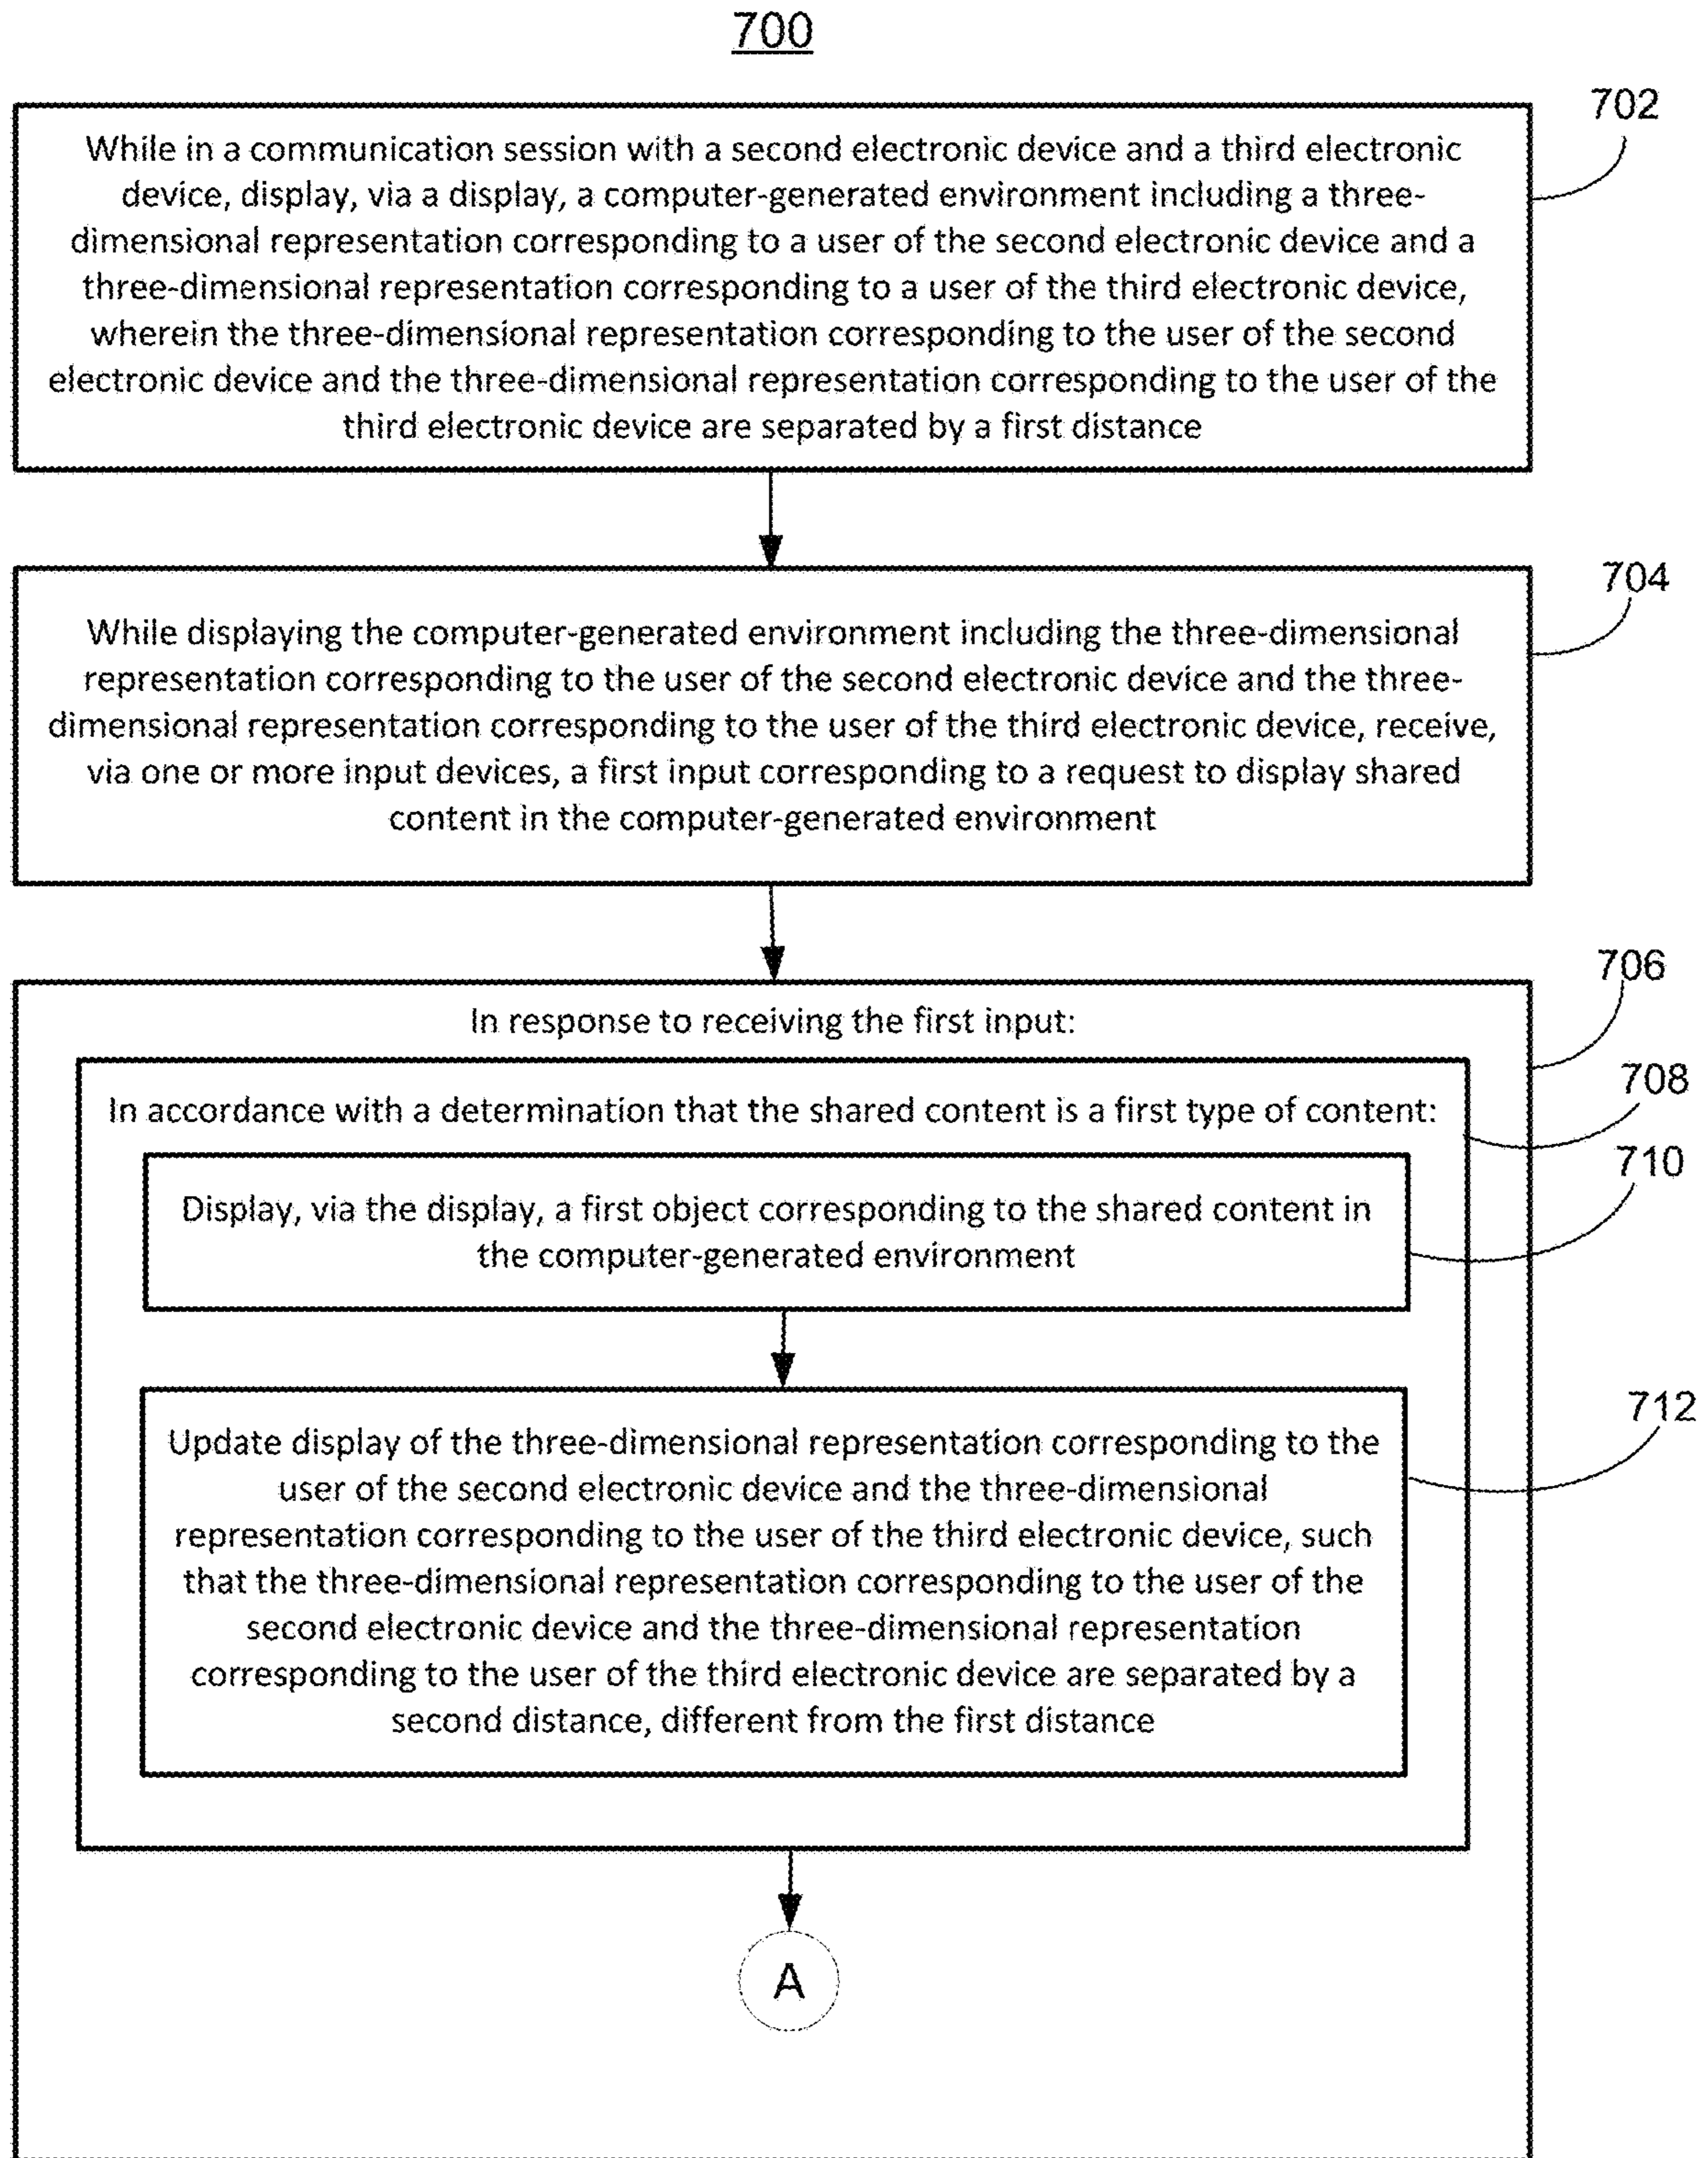 700
702
While in a communication session with a second electronic device and a third electronic
device, display, via a display, a computer-generated environment including a three-
dimensional representation corresponding to a user of the second electronic device and a
three-dimensional representation corresponding to a user of the third electronic device,
wherein the three-dimensional representation corresponding to the user of the second
electronic device and the three-dimensional representation corresponding to the user of the
third electronic device are separated by a first distance
704
While displaying the computer-generated environment including the three-dimensional
representation corresponding to the user of the second electronic device and the three-
dimensional representation corresponding to the user of the third electronic device, receive,
via one or more input devices, a first input corresponding to a request to display shared
content in the computer-generated environment
706
In response to receiving the first input:
708
In accordance with a determination that the shared content is a first type of content:
710
Display, via the display, a first object corresponding to the shared content in
the computer-generated environment
712
Update display of the three-dimensional representation corresponding to the
user of the second electronic device and the three-dimensional
representation corresponding to the user of the third electronic device, such
that the three-dimensional representation corresponding to the user of the
second electronic device and the three-dimensional representation
corresponding to the user of the third electronic device are separated by a
second distance, different from the first distance
A